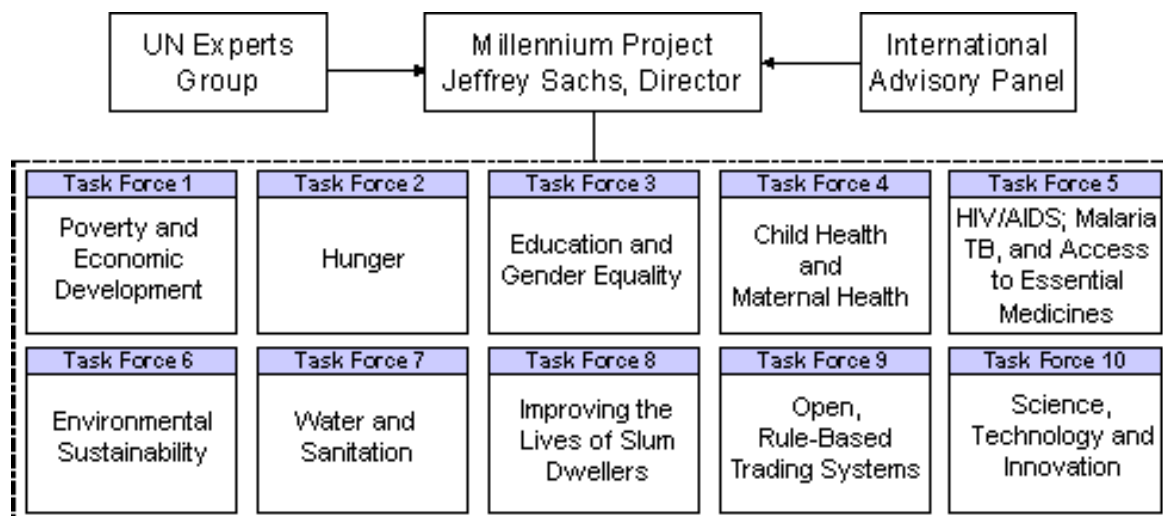 UN Experts
Group
Millennium Project
Jeffrey Sachs, Director
International
Advisory Panel
Task Force 1
Poverty and
Economic
Development
Task Force 2
Hunger
Task Force 3
Education and
Gender Equality
Task Force 4
Child Health
and
Maternal Health
Task Force 5
HIV/AIDS; Malaria
TB, and Access
to Essential
Medicines
Task Force 6
Environmental
Sustainability
Task Force 7
Water and
Sanitation
Task Force 8
Improving the
Lives of Slum
Dwellers
Task Force 9
Open,
Rule-Based
Trading Systems
Task Force 10
Science,
Technology and
Innovation